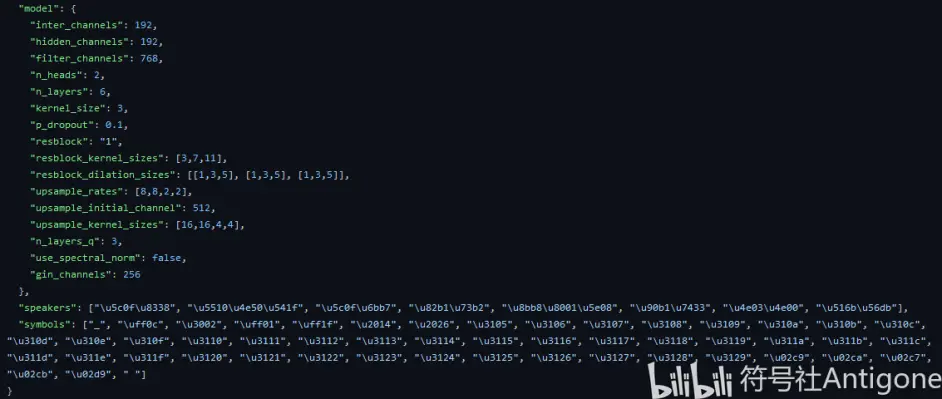 "model": {
"inter_channels": 192,
"hidden_channels": 192,
"filter_channels": 768,
"n_heads": 2,
"n_layers": 6,
"kernel_size": 3,
"p_dropout": 0.1,
"resblock": "1",
"resblock_kernel_sizes": [3,7,11],
"resblock_dilation_sizes": [[1,3,5], [1,3,5], [1,3,5]],
"upsample_rates": [8,8,2,2],
"upsample_initial_channel": 512,
"upsample_kernel_sizes": [16,16,4,4],
"n_layers_q": 3,
"use_spectral_norm": false,
"gin_channels": 256
},
"speakers": ["\u5c0f\u8338", "\u5510\u4e50\u541f", "\u5c0f\u6bb7", "\u82b1\u73b2", "\u8bb8\u8001\u5e08", "\u90b1\u7433", "\u4e03\u4e00", "\u516b\u56db"],
"symbols": ["_", "\uff0c", "\u3002", "\uff01", "\uff1f", "\u2014", "\u2026", "\u3105", "\u3106", "\u3107", "\u3108", "\u3109", "\u310a", "\u310b", "\u310c",
"\u310d", "\u310e", "\u310f", "\u3110", "\u3111", "\u3112", "\u3113", "\u3114", "\u3115", "\u3116", "\u3117", "\u3118", "\u3119", "\u311a", "\u311b", "\u311c",
"\u311d", "\u311e", "\u311f", "\u3120", "\u3121", "\u3122", "\u3123", "\u3124", "\u3125", "\u3126", "\u3127", "\u3128", "\u3129", "\u02c9", "\u02ca", "\u02c7",
"\u02cb", "\u02d9", " "]
}
bilibili 符号社Antigone